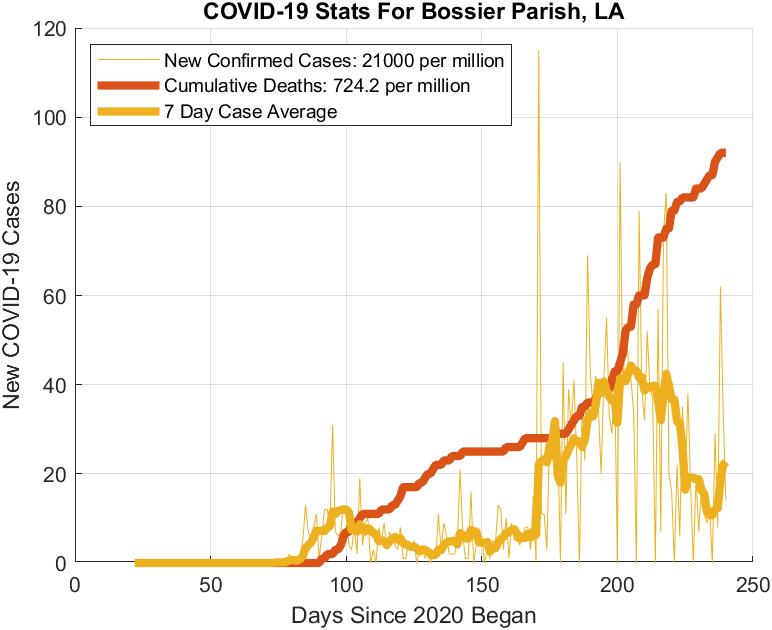 COVID-19 Stats For Bossier Parish, LA
120
New Confirmed Cases: 21000 per million
Cumulative Deaths: 724.2 per million
7 Day Case Average
100
80
60
40
20
0
New COVID-19 Cases
0 50 100 150 200 250
Days Since 2020 Began